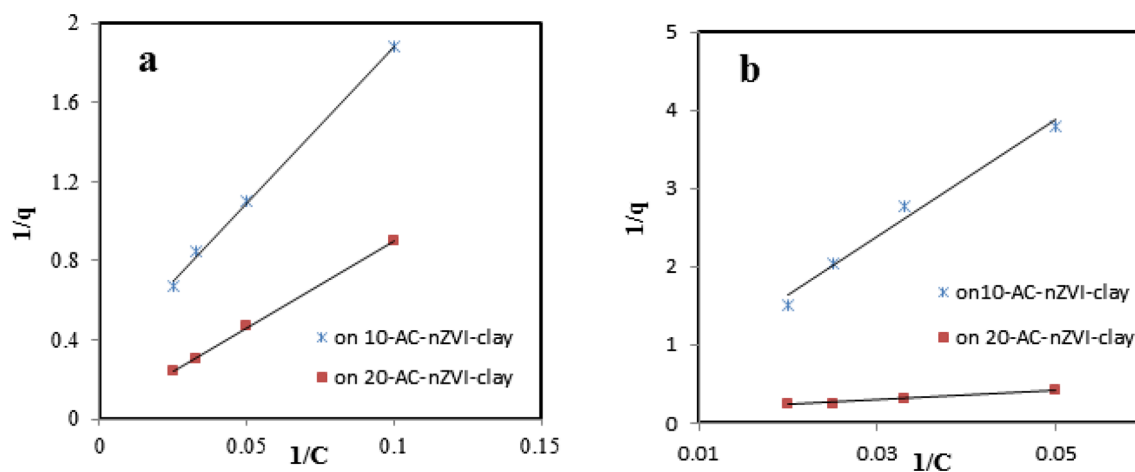 a
2
1.6
1.2
0.8
0.4
0
1/q
0
0.05
0.1
0.15
1/C
on 10-AC-nZVI-clay
on 20-AC-nZVI-clay
b
5
4
3
2
1
0
1/q
0.01
0.03
0.05
1/C
on10-AC-nZVI-clay
on 20-AC-nZVI-clay